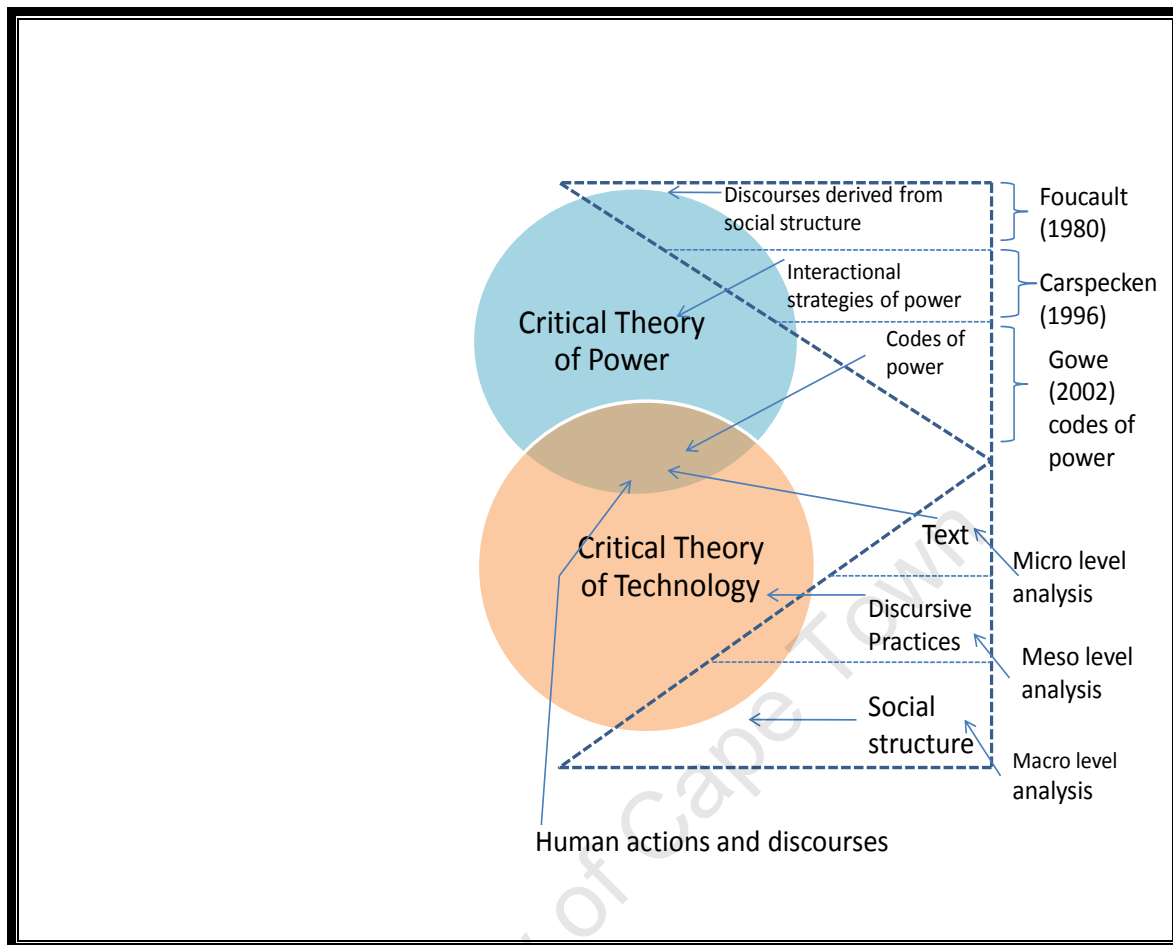 Discourses derived from
social structure
Foucault
(1980)
Interactional
strategies of power
Carspecken
(1996)
Critical Theory
of Power
Codes of
power
Gowe
(2002)
codes of
power
Text
Micro level
analysis
Critical Theory
of Technology
Discursive
Practices
Meso level
analysis
Social
structure
Macro level
analysis
Human actions and discourses
of Cape Town